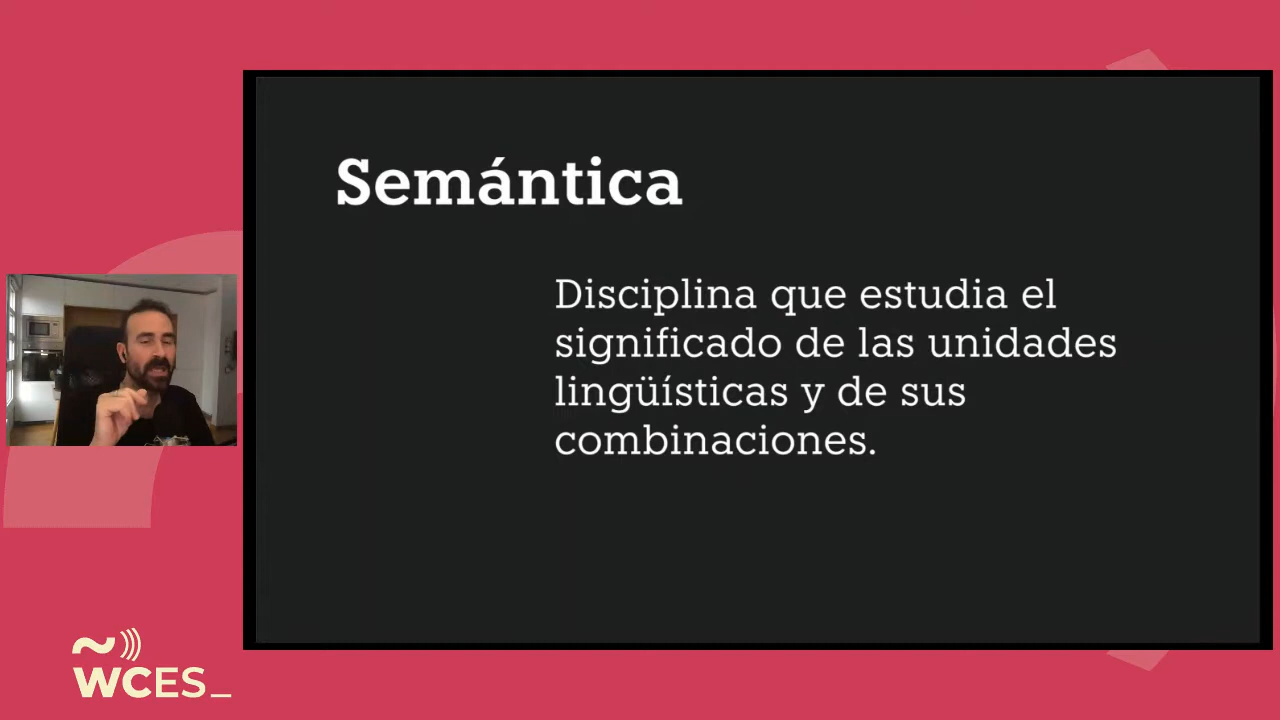 Semántica
Disciplina que estudia el
significado de las unidades
lingüísticas y de sus
combinaciones.
~)))
WCES_